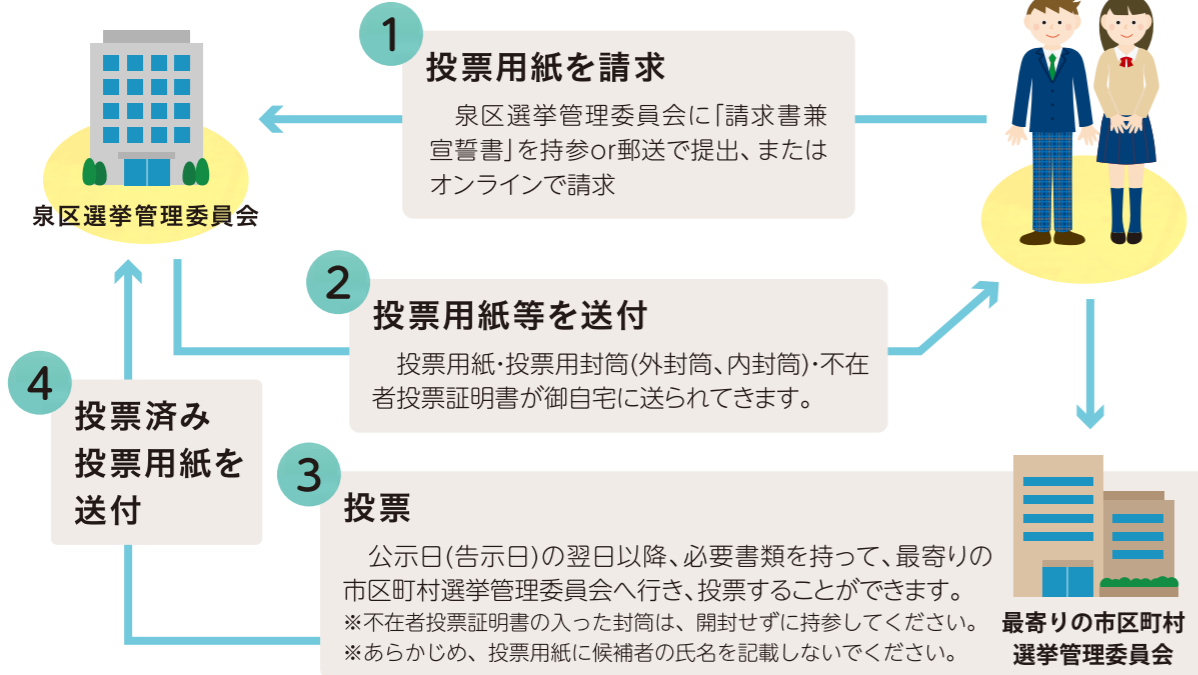 1
投票用紙を請求
泉区選挙管理委員会に「請求書兼
宣誓書」を持参or郵送で提出、または
オンラインで請求
泉区選挙管理委員会
2
投票用紙等を送付
投票用紙・投票用封筒(外封筒、内封筒)・不在
者投票証明書が御自宅に送られてきます。
3
投票
公示日(告示日)の翌日以降、必要書類を持って、最寄りの
市区町村選挙管理委員会へ行き、投票することができます。
※不在者投票証明書の入った封筒は、開封せずに持参してください。
※あらかじめ、投票用紙に候補者の氏名を記載しないでください。
最寄りの市区町村
選挙管理委員会
4
投票済み
投票用紙を
送付